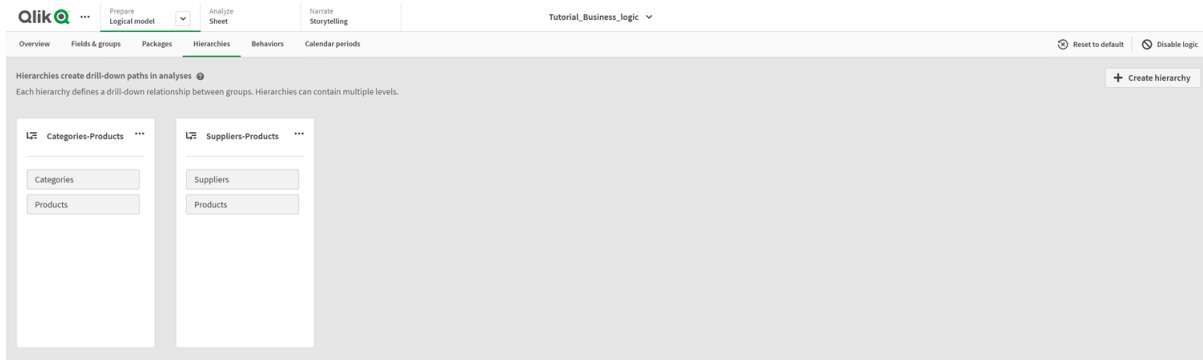 Qlik
Prepare
Logical model
Analyze
Sheet
Narrate
Storytelling
Tutorial_Business_logic
Overview Fields & groups Packages Hierarchies Behaviors Calendar periods Reset to default Disable logic
Hierarchies create drill-down paths in analyses
Each hierarchy defines a drill-down relationship between groups. Hierarchies can contain multiple levels.
Create hierarchy
Categories-Products
Categories
Products
Suppliers-Products
Suppliers
Products